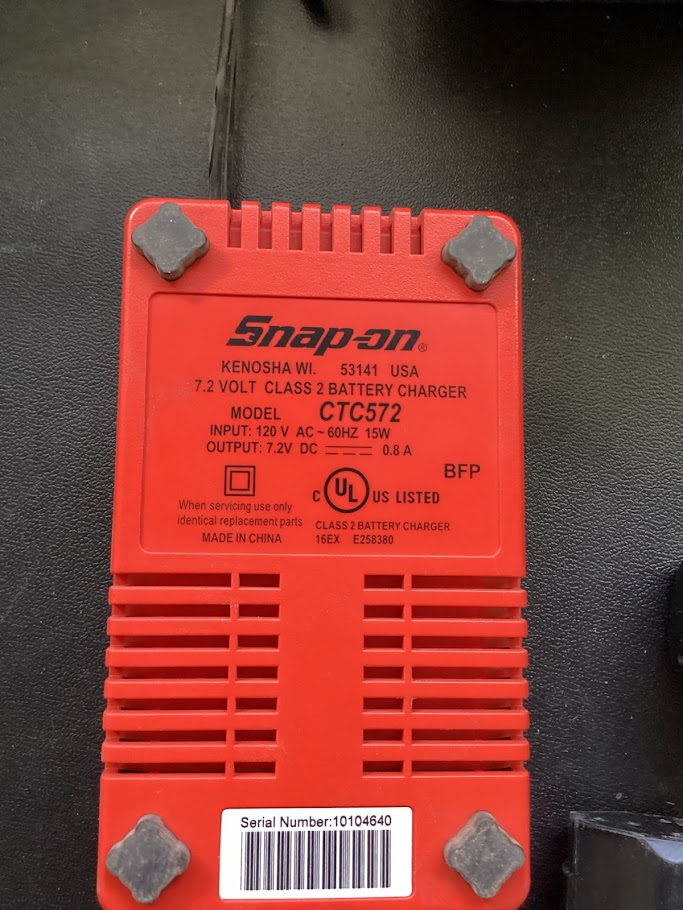 Snap-on®
KENOSHA WI. 53141 USA
7.2 VOLT CLASS 2 BATTERY CHARGER
MODEL CTC572
INPUT: 120 V AC ~ 60HZ 15W
OUTPUT: 7.2V DC 0.8 A
BFP
C UL US LISTED
When servicing use only
identical replacement parts
MADE IN CHINA
CLASS 2 BATTERY CHARGER
16EX E258380
Serial Number:10104640